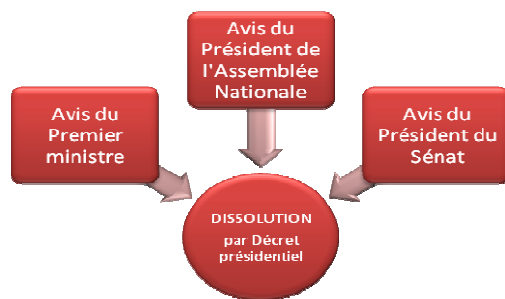 Avis du
Président de
l'Assemblée
Nationale
Avis du
Premier
ministre
Avis du
Président du
Sénat
DISSOLUTION
par Décret
présidentiel